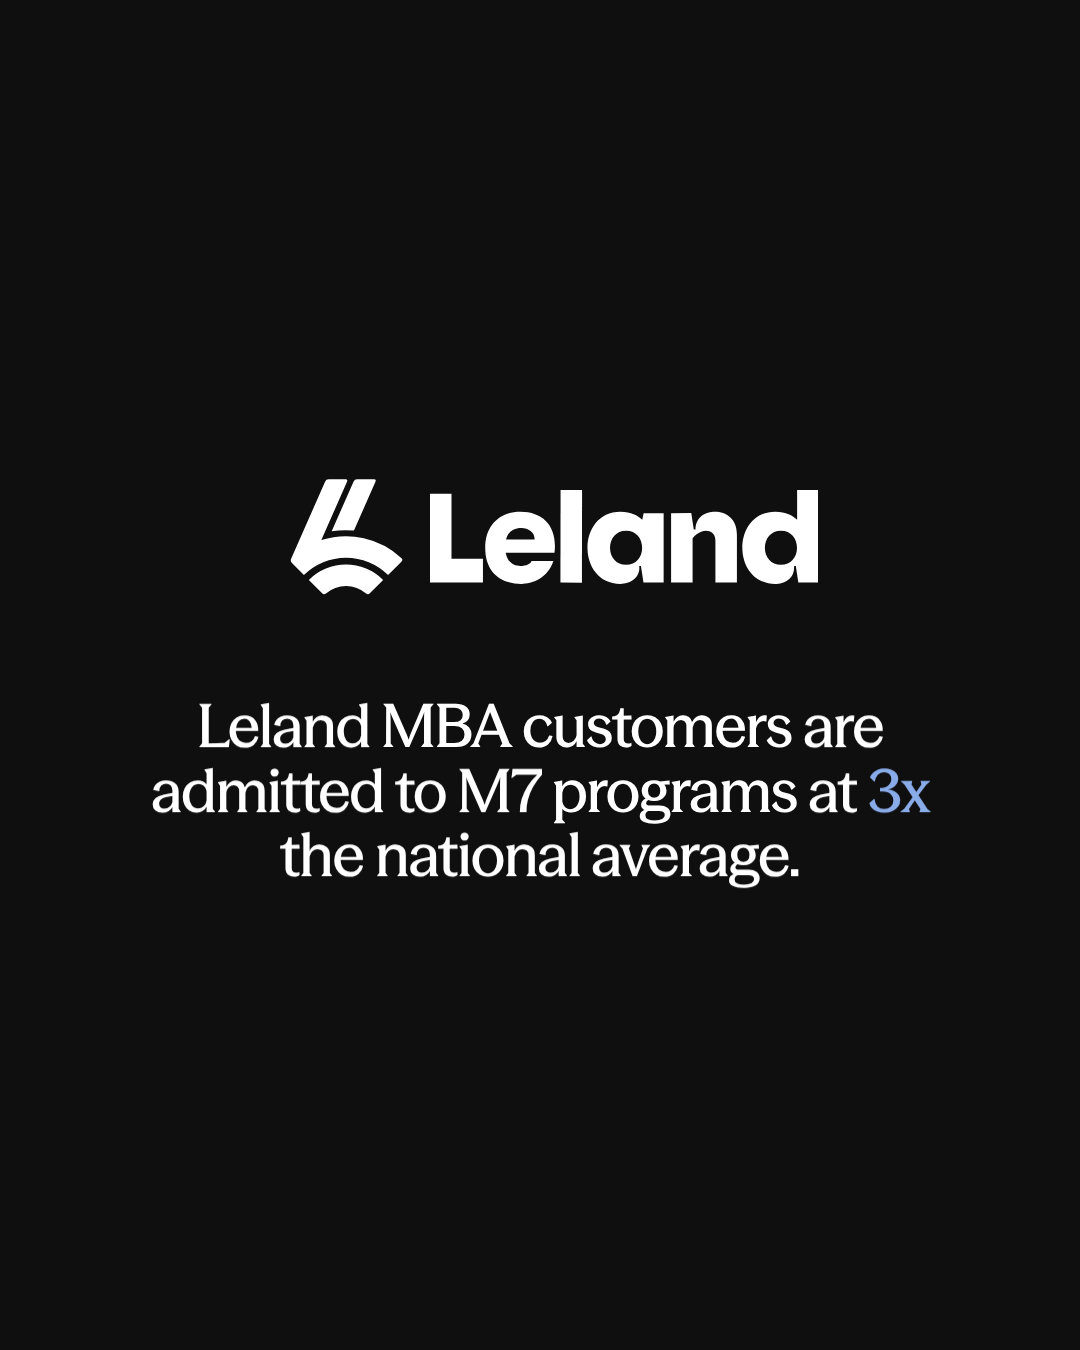 Leland
Leland MBA customers are
admitted to M7 programs at 3x
the national average.